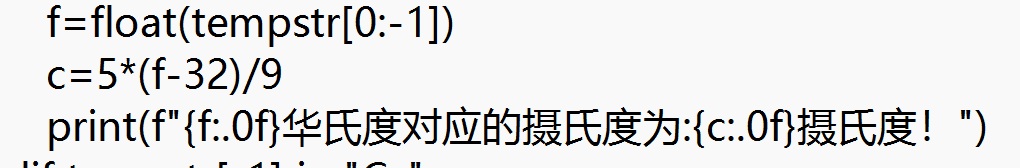 f=float(tempstr[0:-1])
c=5*(f-32)/9
print(f"{f:.0f}华氏度对应的摄氏度为:{c:.0f}摄氏度！")